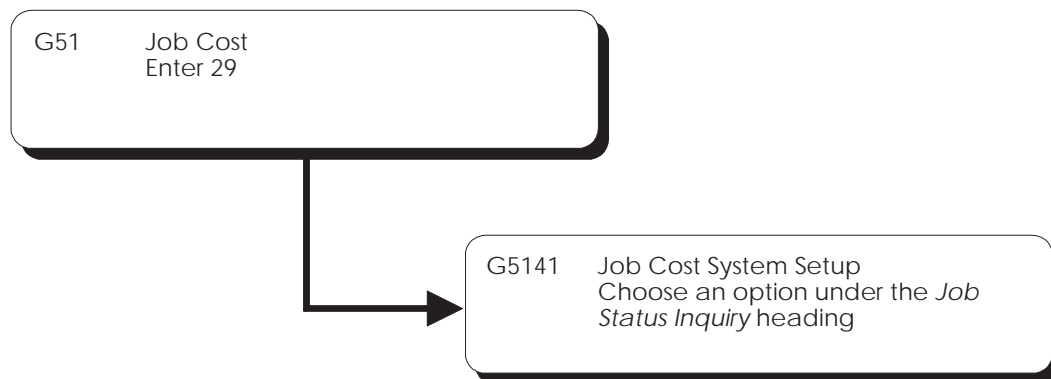 G51 Job Cost
Enter 29
G5141 Job Cost System Setup
Choose an option under the Job
Status Inquiry heading